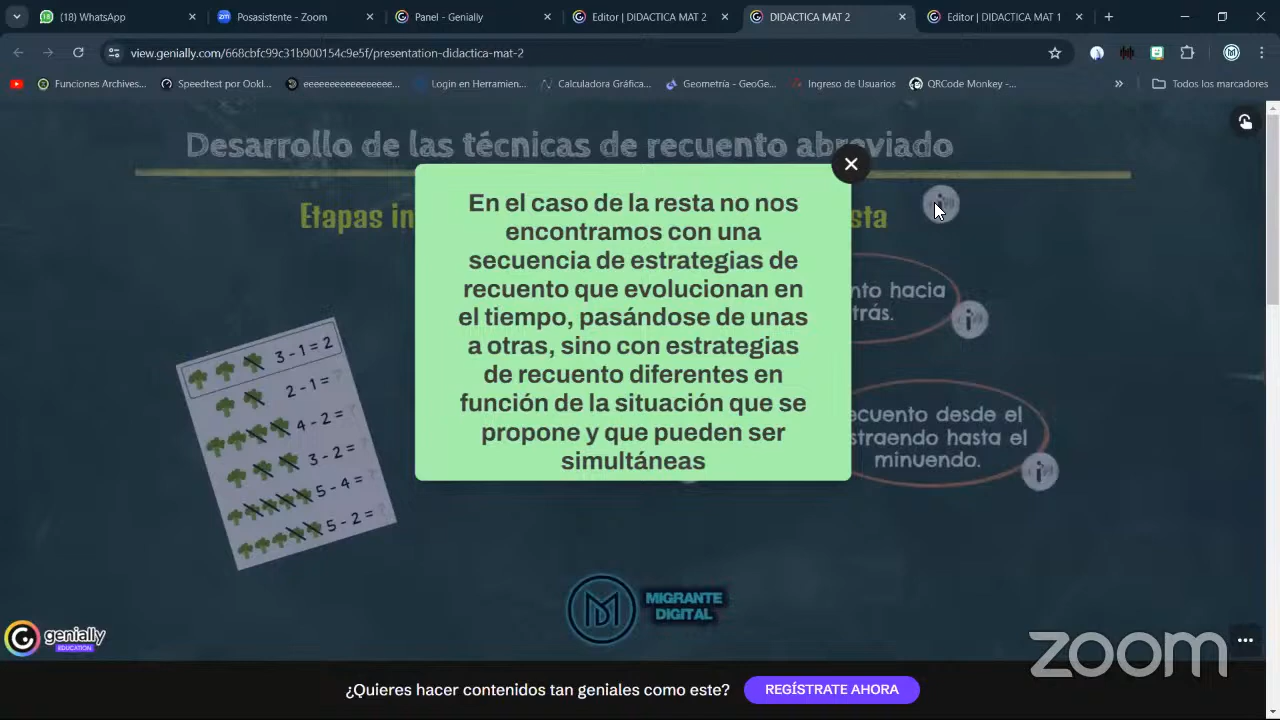 (18) WhatsApp
Posasistente - Zoom
Panel - Genially
Editor | DIDACTICA MAT 2
DIDACTICA MAT 2
Editor | DIDACTICA MAT 1
view.genially.com/668cbfc99c31b900154c9e5f/presentation-didactica-mat-2
Funciones Archives...
Speedtest por Ookl...
eeeeeeeeeeeeeeee...
Login en Herramien...
Calculadora Gráfica...
Geometría - GeoGe...
Ingreso de Usuarios
QRCode Monkey -...
Todos los marcadores
Desarrollo de las técnicas de recuento abreviado
Etapas in
sta
En el caso de la resta no nos
encontramos con una
secuencia de estrategias de
recuento que evolucionan en
el tiempo, pasándose de unas
a otras, sino con estrategias
de recuento diferentes en
función de la situación que se
propone y que pueden ser
simultáneas
nto hacia
trás.
ecuento desde el
straendo hasta el
minuendo.
3 - 1 = 2
2 - 1 = ?
4 - 2 = ?
3 - 2 = ?
5 - 4 = ?
5 - 2 = ?
MIGRANTE
DIGITAL
genially
EDUCATION
zoom
¿Quieres hacer contenidos tan geniales como este?
REGÍSTRATE AHORA